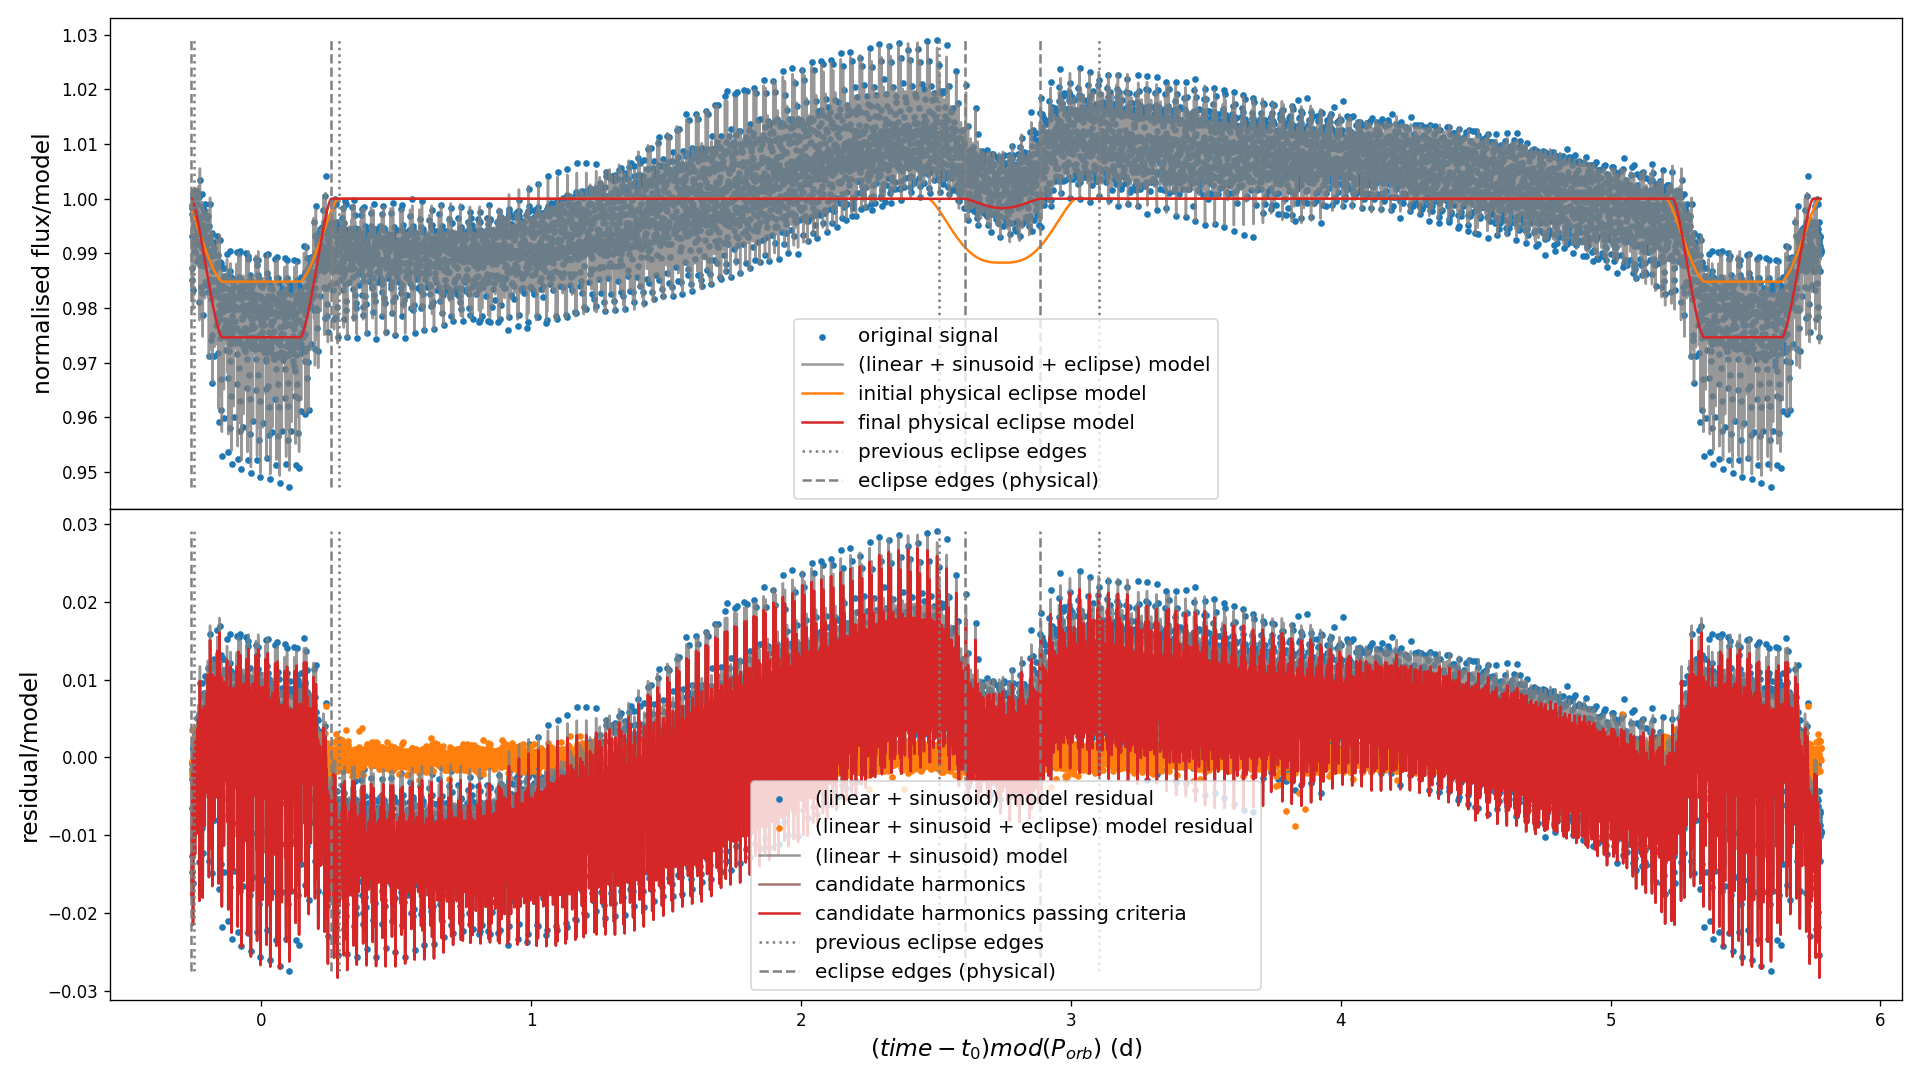 normalised flux/model
1.03
1.02
1.01
1.00
0.99
0.98
0.97
0.96
0.95
original signal
(linear + sinusoid + eclipse) model
initial physical eclipse model
final physical eclipse model
previous eclipse edges
eclipse edges (physical)
residual/model
0.03
0.02
0.01
0.00
−0.01
−0.02
−0.03
(linear + sinusoid) model residual
(linear + sinusoid + eclipse) model residual
(linear + sinusoid) model
candidate harmonics
candidate harmonics passing criteria
previous eclipse edges
eclipse edges (physical)
0 1 2 3 4 5 6
(time − t₀)mod(P_orb) (d)